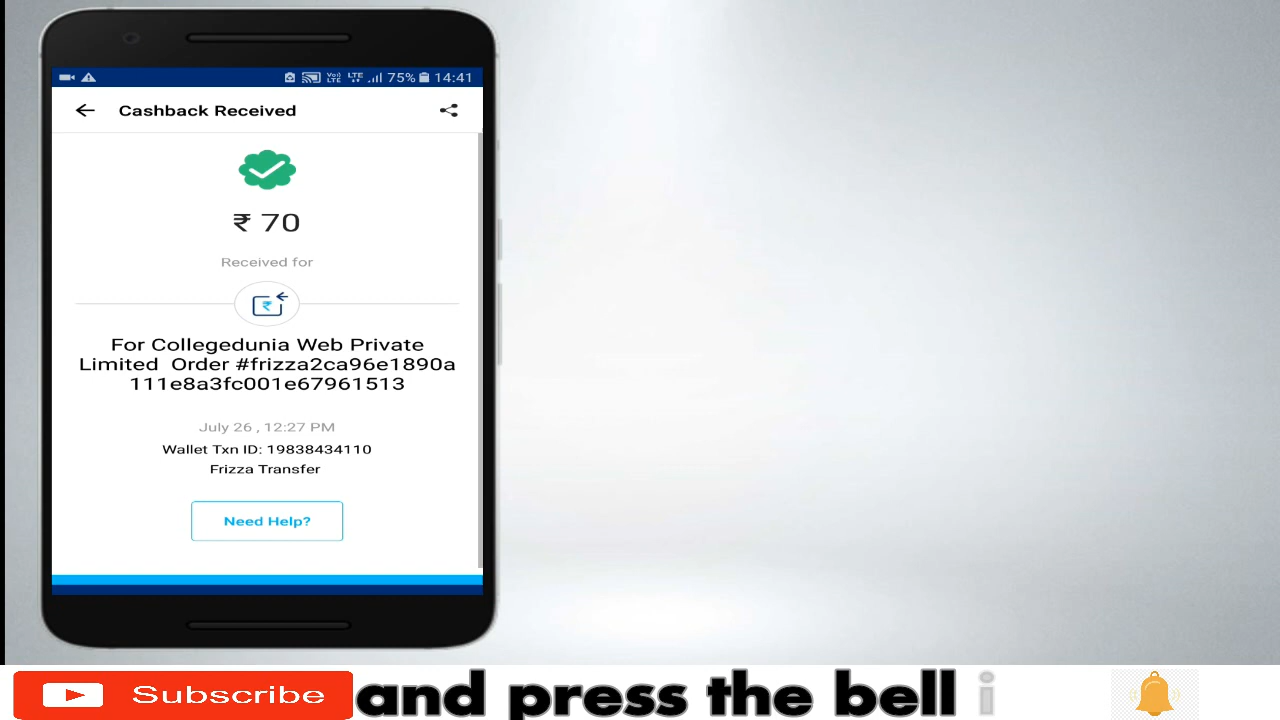 75% 14:41
Cashback Received
₹ 70
Received for
₹
For Collegedunia Web Private
Limited Order #frizza2ca96e1890a
111e8a3fc001e67961513
July 26 , 12:27 PM
Wallet Txn ID: 19838434110
Frizza Transfer
Need Help?
Subscribe and press the bell i